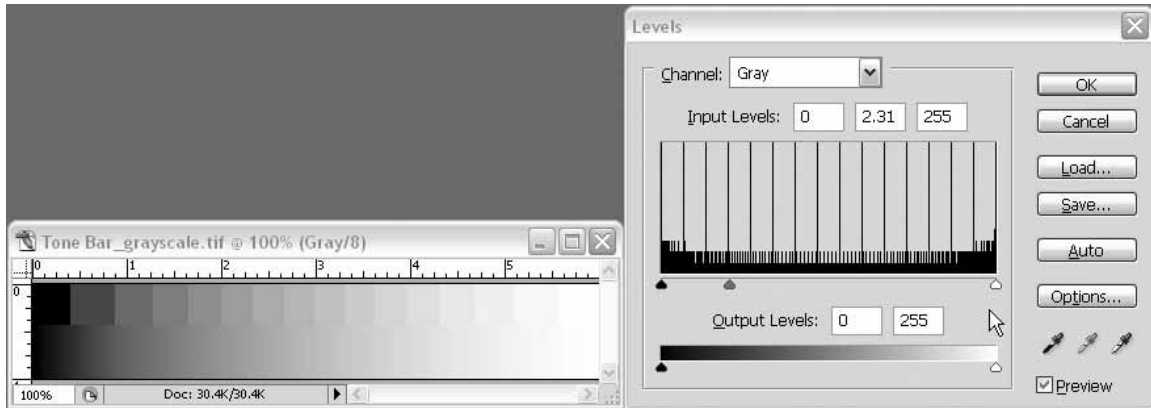 Levels
Channel: Gray
OK
Input Levels: 0 2.31 255
Cancel
Load...
Save...
Tone Bar_grayscale.tif @ 100% (Gray/8)
Auto
0 1 2 3 4 5
0
Options...
Output Levels: 0 255
100% Doc: 30.4K/30.4K
Preview